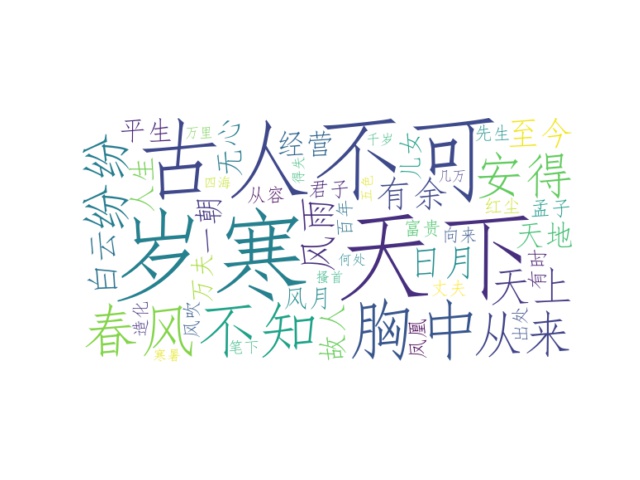 平生
万里
古人
不可
无心
经营
千岁
儿女
先生
至今
纷纷
人生
四海
得失
从容
君子
五色
有余
几万
安得
白云
一朝
岁寒
风雨
百年
天下
富贵
向来
红尘
孟子
天地
万夫
何处
日月
有时
天上
搔首
风月
丈夫
春风
造化
风吹
不知
故人
胸中
凤凰
从来
出处
寒暑
笔下